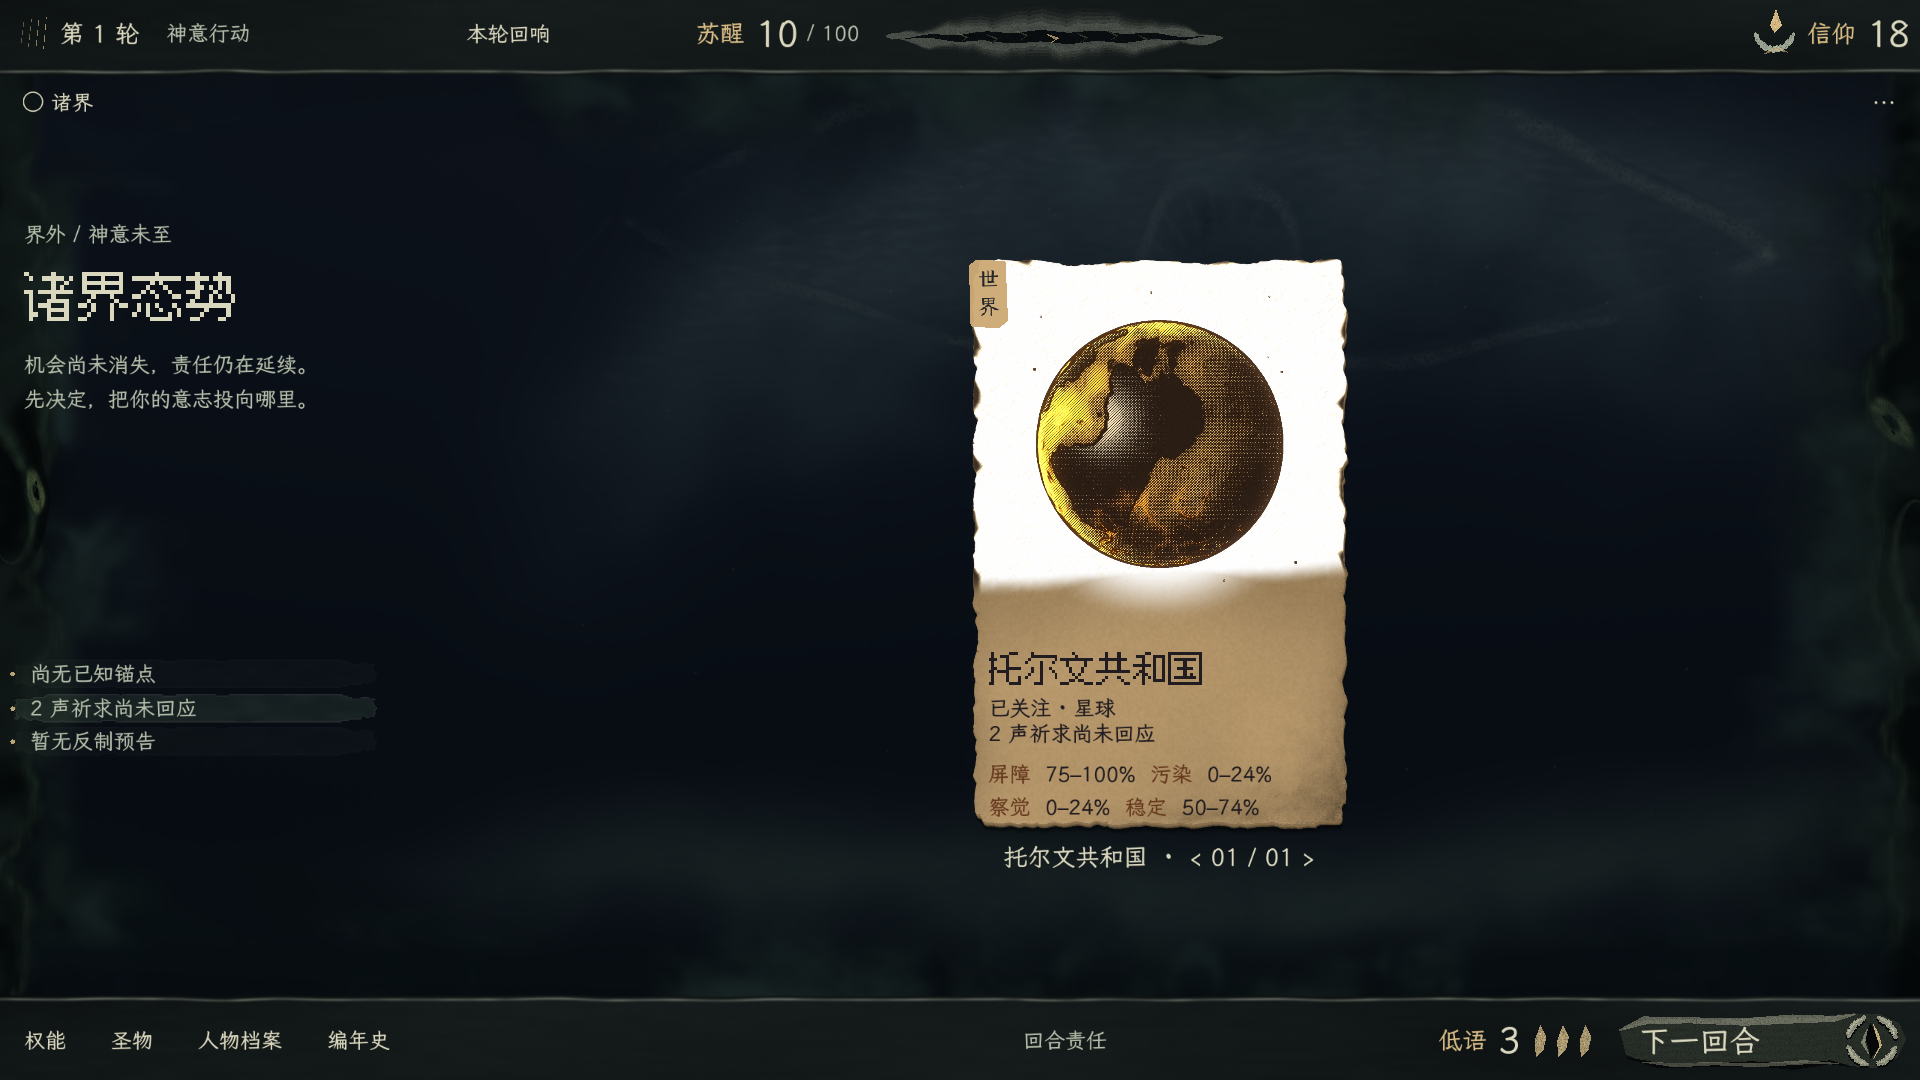 第 1 轮 神意行动 本轮回响 苏醒 10 / 100 信仰 18
诸界
...
界外 / 神意未至
诸界态势
机会尚未消失，责任仍在延续。
先决定，把你的意志投向哪里。
尚无已知锚点
2 声祈求尚未回应
暂无反制预告
世界
托尔文共和国
已关注・星球
2 声祈求尚未回应
屏障 75–100% 污染 0–24%
察觉 0–24% 稳定 50–74%
托尔文共和国 ・ < 01 / 01 >
权能 圣物 人物档案 编年史 回合责任 低语 3 下一回合